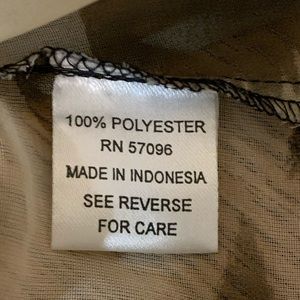 100% POLYESTER
RN 57096
MADE IN INDONESIA
SEE REVERSE
FOR CARE